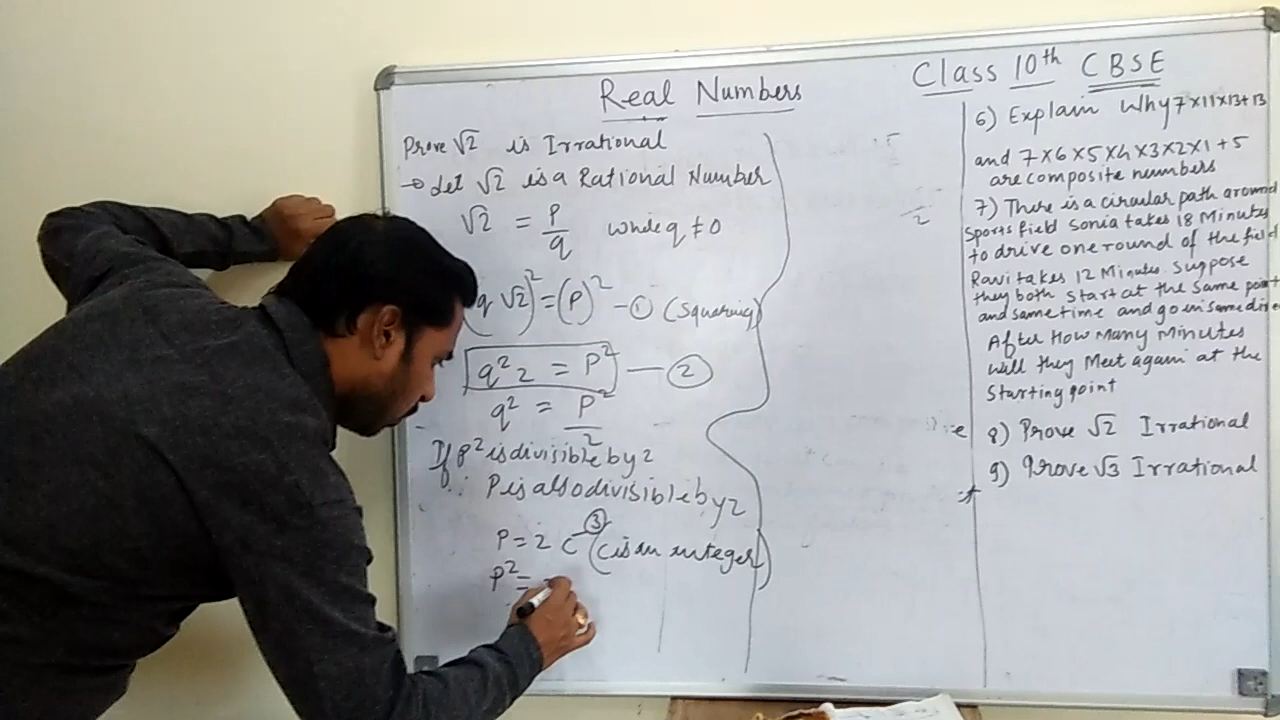 Real Numbers
Class 10th CBSE
Prove √2 is Irrational
→ Let √2 is a Rational Number
√2 = P/q where q ≠ 0
(q √2)² = (P)² – ① (Squaring)
q² 2 = P² — ②
q² = P²/2
If P² is divisible by 2
∴ P is also divisible by 2
P = 2 C – ③ (C is an integer)
P² =
6) Explain Why 7×11×13+13
and 7×6×5×4×3×2×1+5
are composite numbers
7) There is a circular path around
sports field Sonia takes 18 Minutes
to drive one round of the field
Ravi takes 12 Minutes. Suppose
they both start at the same point
and same time and go in same dire
After How Many Minutes
will they Meet again at the
Starting point
8) Prove √2 Irrational
9) Prove √3 Irrational